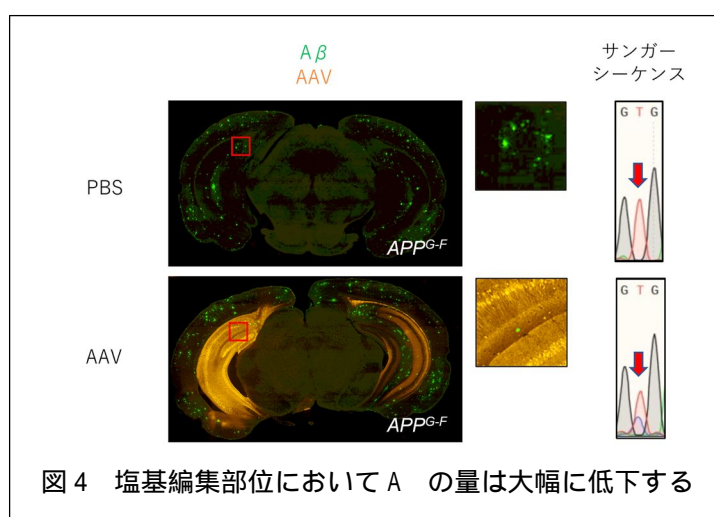 Aβ
AAV
サンガー
シーケンス
PBS
APPG-F
G T G
AAV
APPG-F
G T G
図4 塩基編集部位において A の量は大幅に低下する